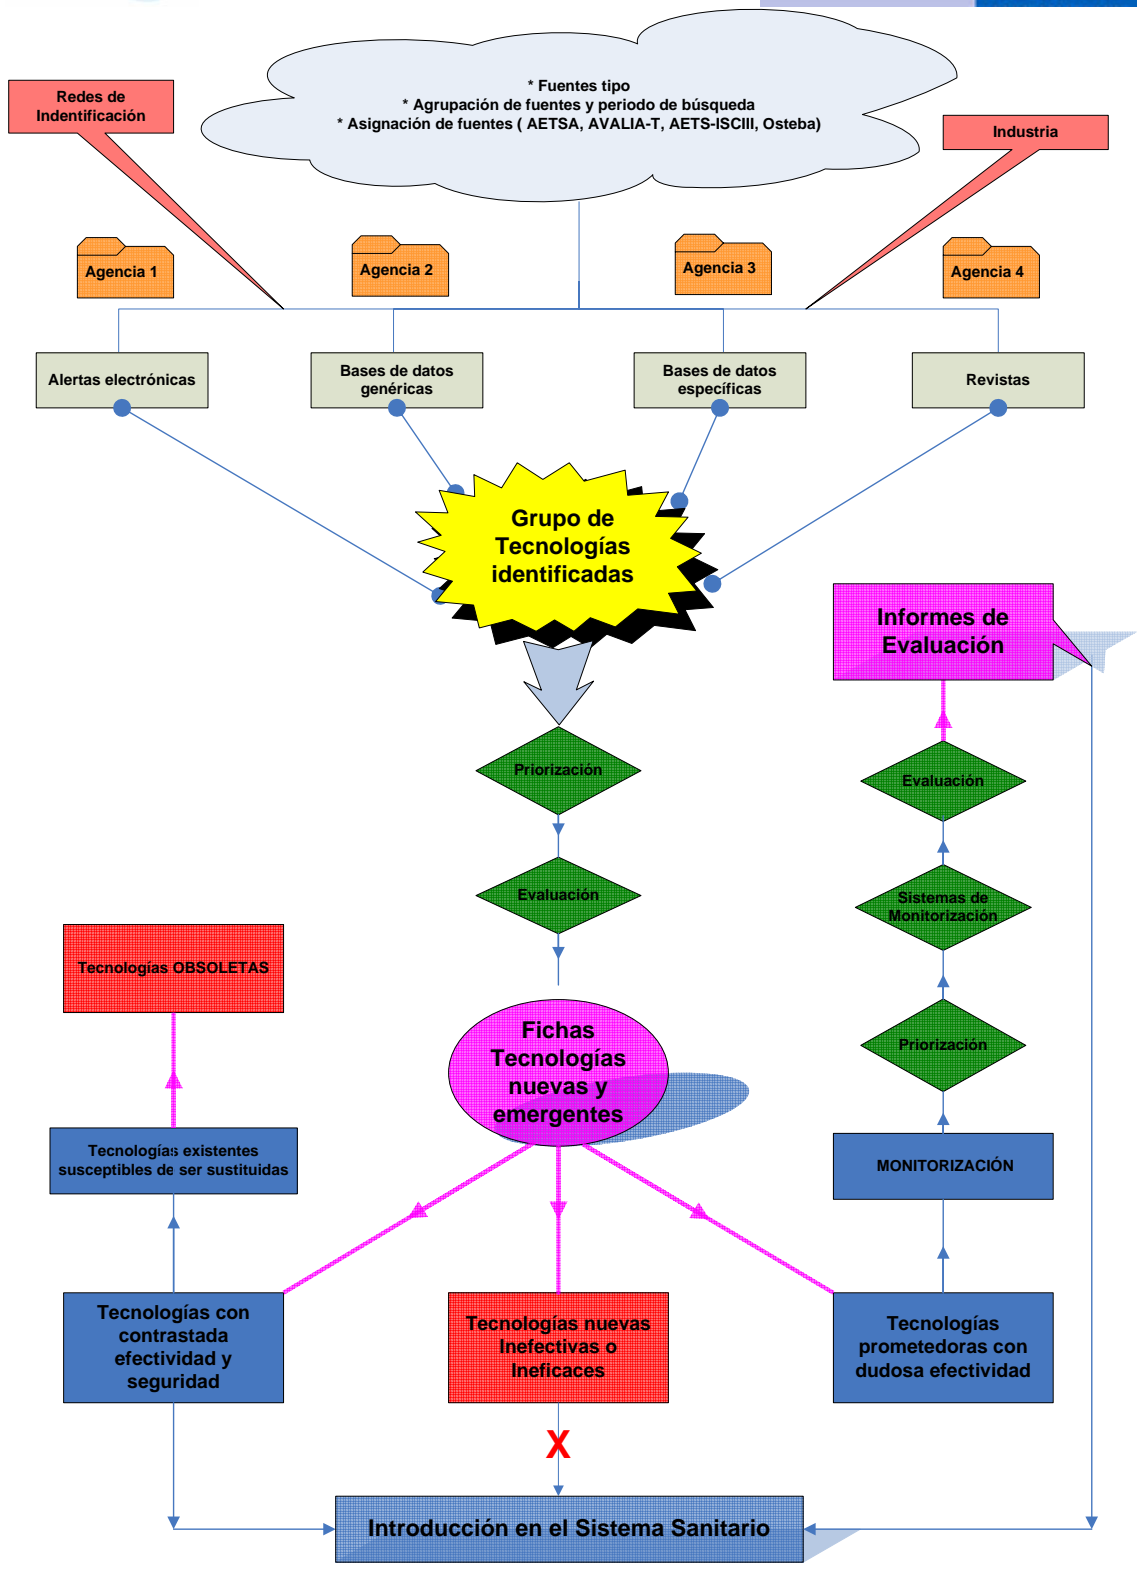 * Fuentes tipo
* Agrupación de fuentes y periodo de búsqueda
* Asignación de fuentes ( AETSA, AVALIA-T, AETS-ISCIII, Osteba)
Redes de
Indentificación
Industria
Agencia 1
Agencia 2
Agencia 3
Agencia 4
Alertas electrónicas
Bases de datos
genéricas
Bases de datos
específicas
Revistas
Grupo de
Tecnologías
identificadas
Informes de
Evaluación
Priorización
Evaluación
Evaluación
Sistemas de
Monitorización
Priorización
Tecnologías OBSOLETAS
Fichas
Tecnologías
nuevas y
emergentes
Tecnologías existentes
susceptibles de ser sustituidas
MONITORIZACIÓN
Tecnologías con
contrastada
efectividad y
seguridad
Tecnologías nuevas
Inefectivas o
Ineficaces
Tecnologías
prometedoras con
dudosa efectividad
X
Introducción en el Sistema Sanitario